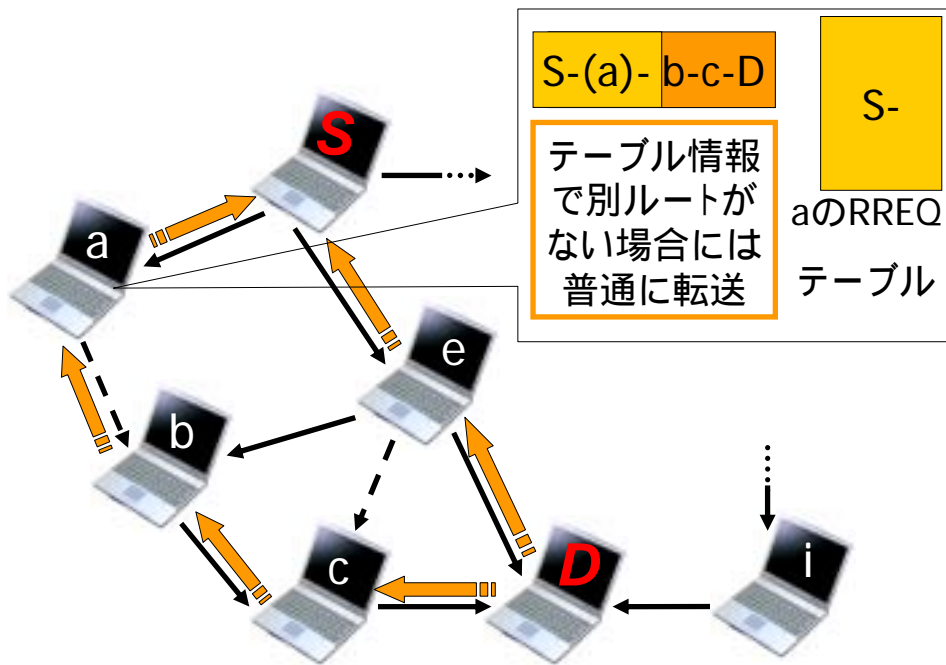 S-(a)-b-c-D
S-
テーブル情報
で別ルートが
ない場合には
普通に転送
aのRREQ
テーブル
S
a
e
b
c
D
i